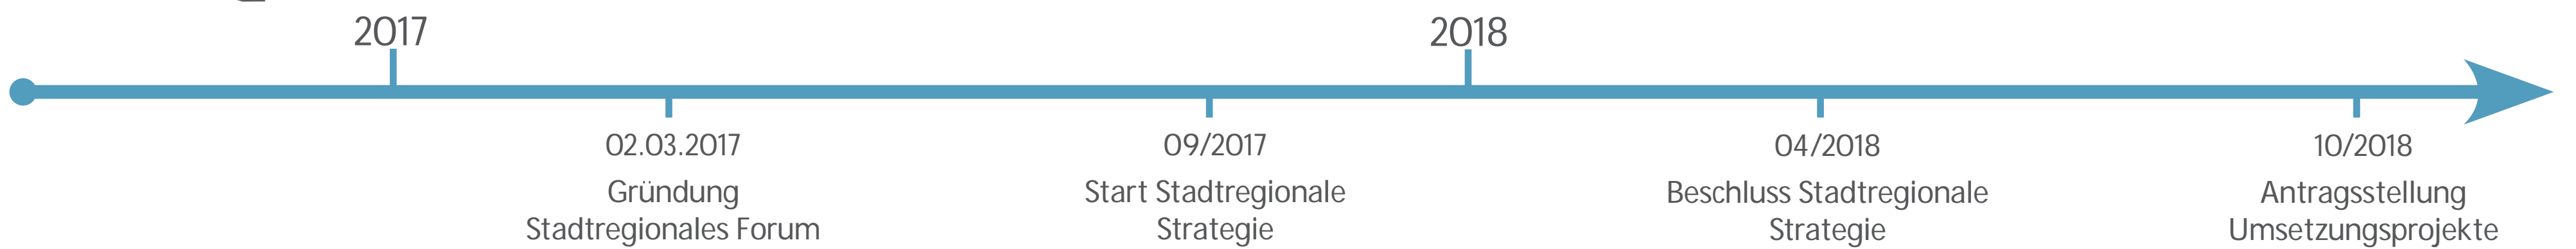 2017
2018
02.03.2017
Gründung
Stadtregionales Forum
09/2017
Start Stadtregionale
Strategie
04/2018
Beschluss Stadtregionale
Strategie
10/2018
Antragsstellung
Umsetzungsprojekte